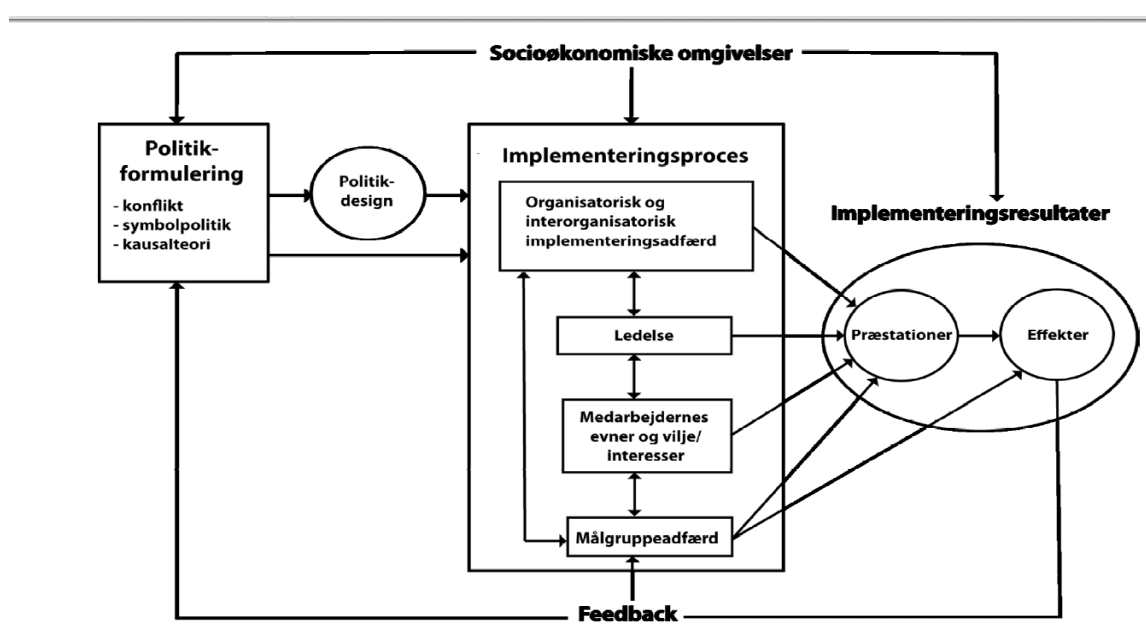 Socioøkonomiske omgivelser
Politik-
formulering
- konflikt
- symbolpolitik
- kausalteori
Politik-
design
Implementeringsproces
Organisatorisk og
interorganisatorisk
implementeringsadfærd
Ledelse
Medarbejdernes
evner og vilje/
interesser
Målgruppeadfærd
Implementeringsresultater
Præstationer
Effekter
Feedback